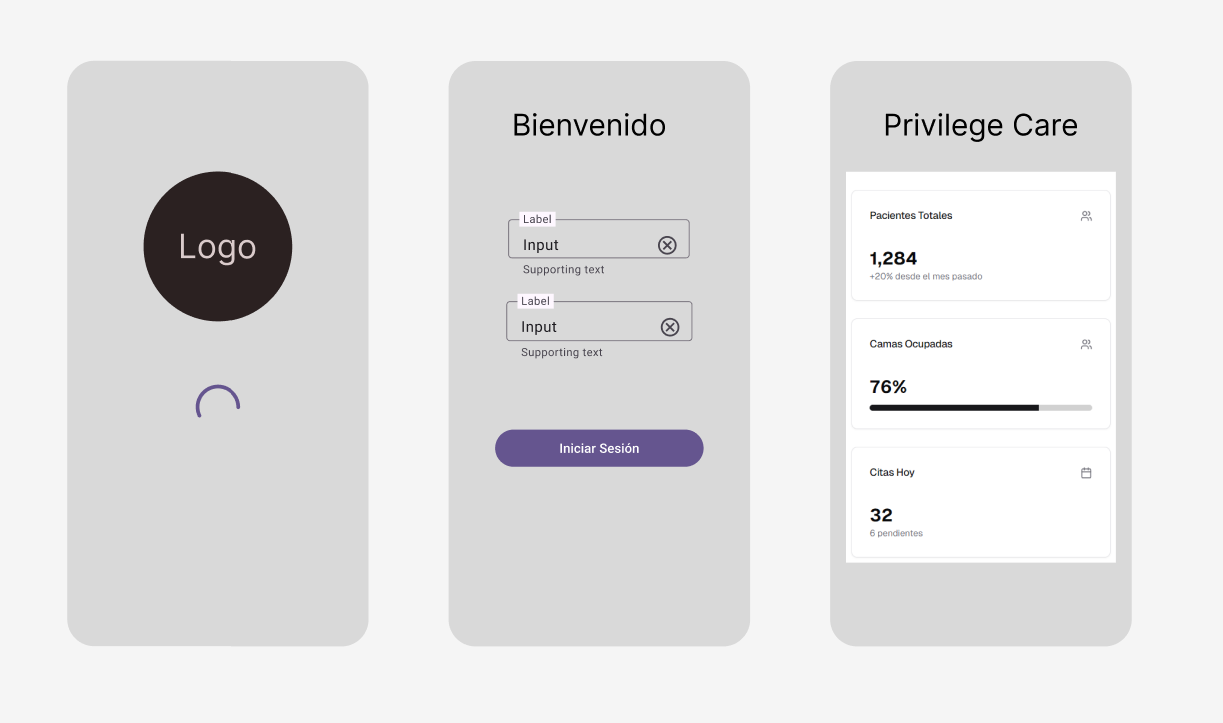 Logo
Bienvenido
Label
Input
Supporting text
Label
Input
Supporting text
Iniciar Sesión
Privilege Care
Pacientes Totales
1,284
+20% desde el mes pasado
Camas Ocupadas
76%
Citas Hoy
32
6 pendientes